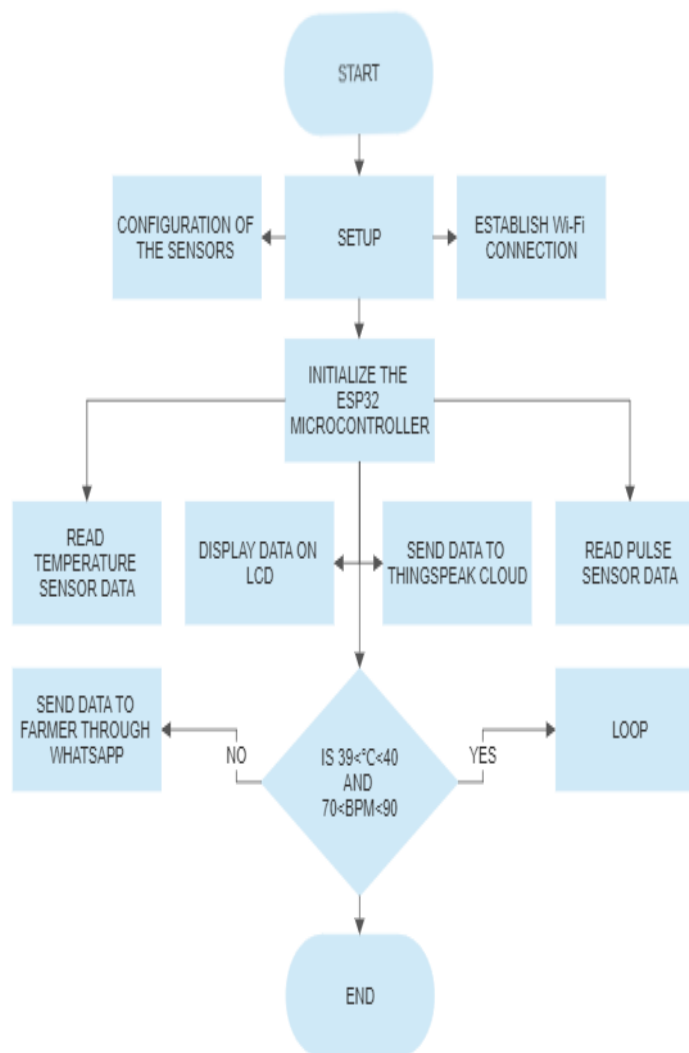 START
CONFIGURATION OF
THE SENSORS
SETUP
ESTABLISH Wi-Fi
CONNECTION
INITIALIZE THE
ESP32
MICROCONTROLLER
READ
TEMPERATURE
SENSOR DATA
DISPLAY DATA ON
LCD
SEND DATA TO
THINGSPEAK CLOUD
READ PULSE
SENSOR DATA
SEND DATA TO
FARMER THROUGH
WHATSAPP
NO
IS 39<℃<40
AND
70<BPM<90
YES
LOOP
END